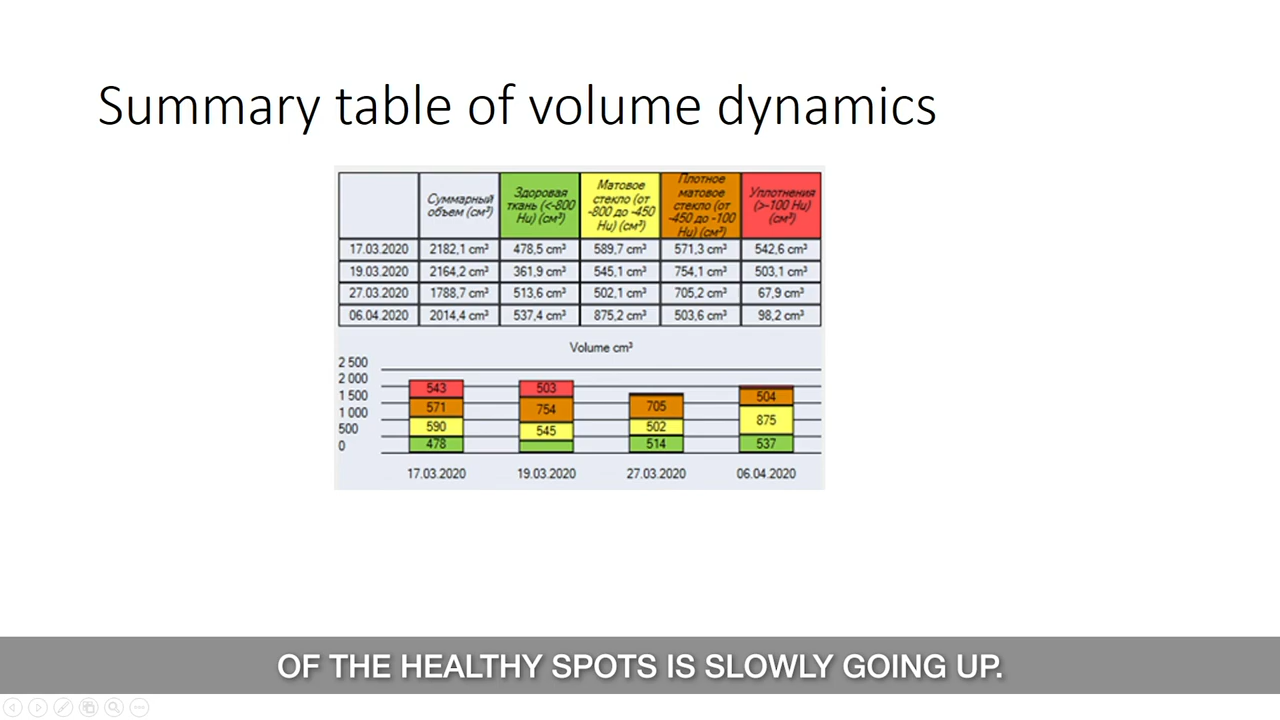 Summary table of volume dynamics
Суммарный объем (см³)
Здоровая ткань (<-800 Hu) (см³)
Матовое стекло (от -800 до -450 Hu) (см³)
Плотное матовое стекло (от -450 до -100 Hu) (см³)
Уплотнения (>-100 Hu) (см³)
17.03.2020 2182,1 cm³ 478,5 cm³ 589,7 cm³ 571,3 cm³ 542,6 cm³
19.03.2020 2164,2 cm³ 361,9 cm³ 545,1 cm³ 754,1 cm³ 503,1 cm³
27.03.2020 1788,7 cm³ 513,6 cm³ 502,1 cm³ 705,2 cm³ 67,9 cm³
06.04.2020 2014,4 cm³ 537,4 cm³ 875,2 cm³ 503,6 cm³ 98,2 cm³
Volume cm³
2 500
2 000
1 500
1 000
500
0
543 503
571 754 705 504
590 545 502 875
478 514 537
17.03.2020 19.03.2020 27.03.2020 06.04.2020
OF THE HEALTHY SPOTS IS SLOWLY GOING UP.